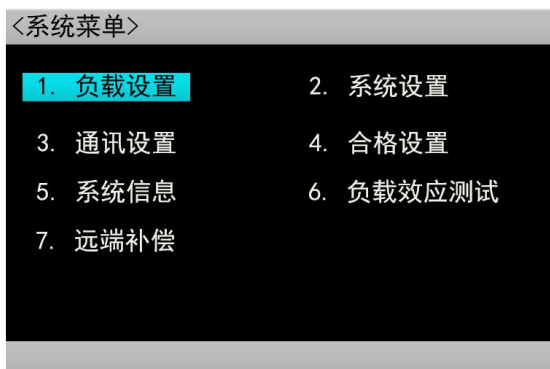 <系统菜单>
1. 负载设置 2. 系统设置
3. 通讯设置 4. 合格设置
5. 系统信息 6. 负载效应测试
7. 远端补偿